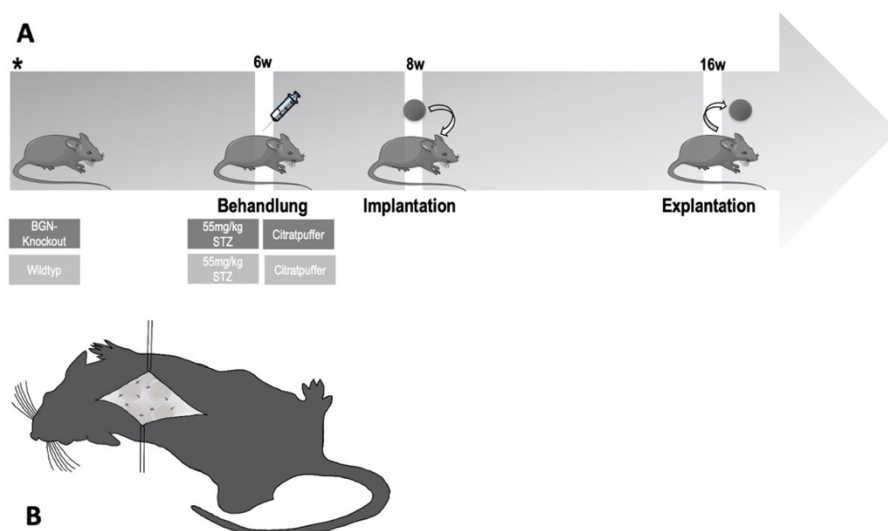 A
*
6w
8w
16w
Behandlung
Implantation
Explantation
BGN-
Knockout
55mg/kg
STZ
Citratpuffer
Wildtyp
55mg/kg
STZ
Citratpuffer
B